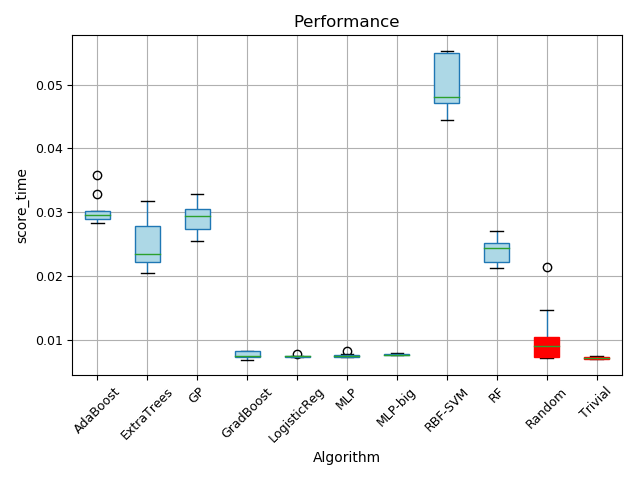 Performance
score_time
0.05
0.04
0.03
0.02
0.01
AdaBoost
ExtraTrees
GP
GradBoost
LogisticReg
MLP
MLP-big
RBF-SVM
RF
Random
Trivial
Algorithm